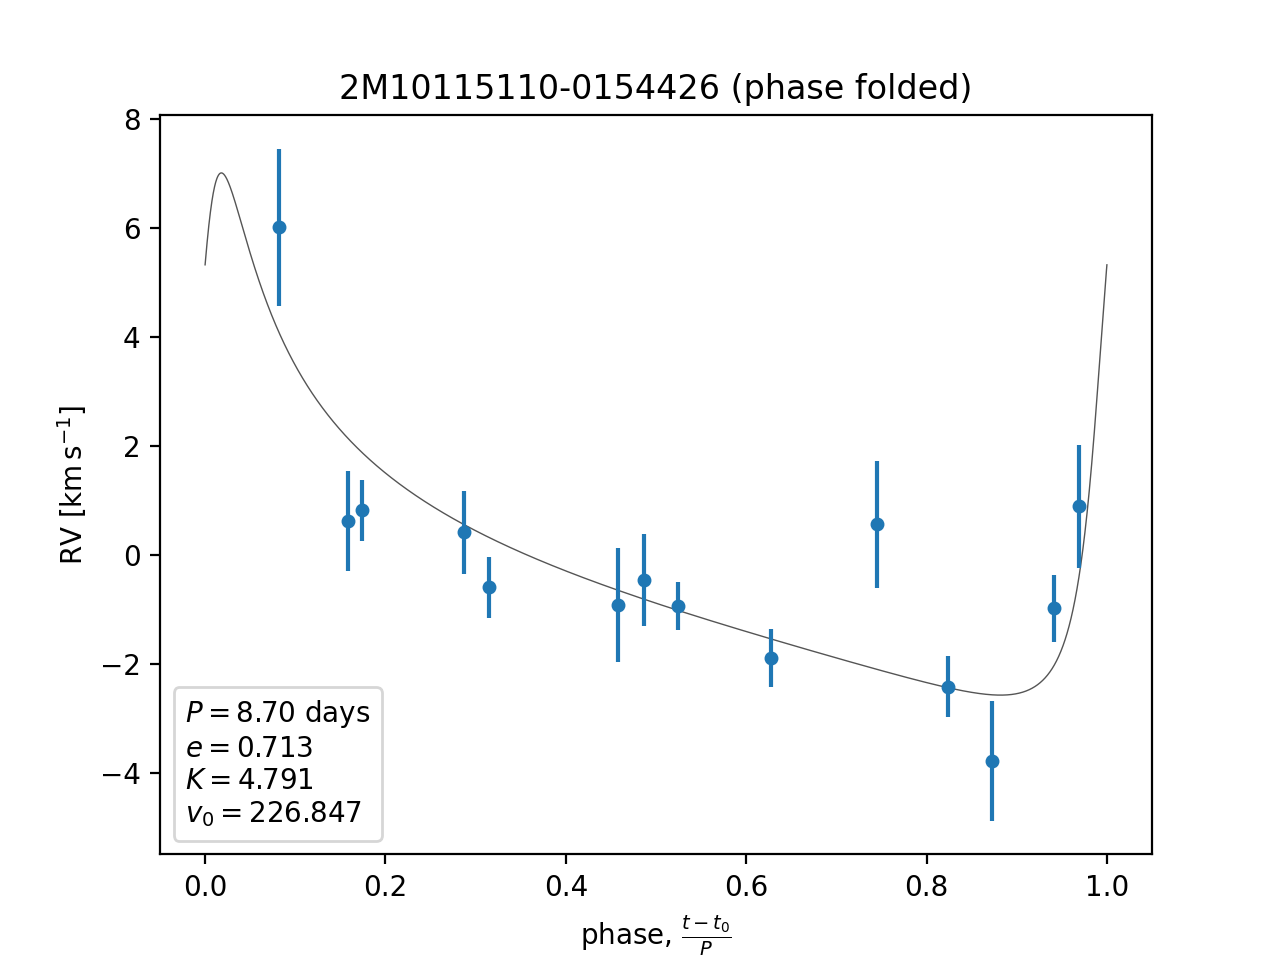 2M10115110-0154426 (phase folded)
8
6
4
2
0
−2
−4
RV [km s⁻¹]
P = 8.70 days
e = 0.713
K = 4.791
v₀ = 226.847
0.0 0.2 0.4 0.6 0.8 1.0
phase, (t − t₀)/P